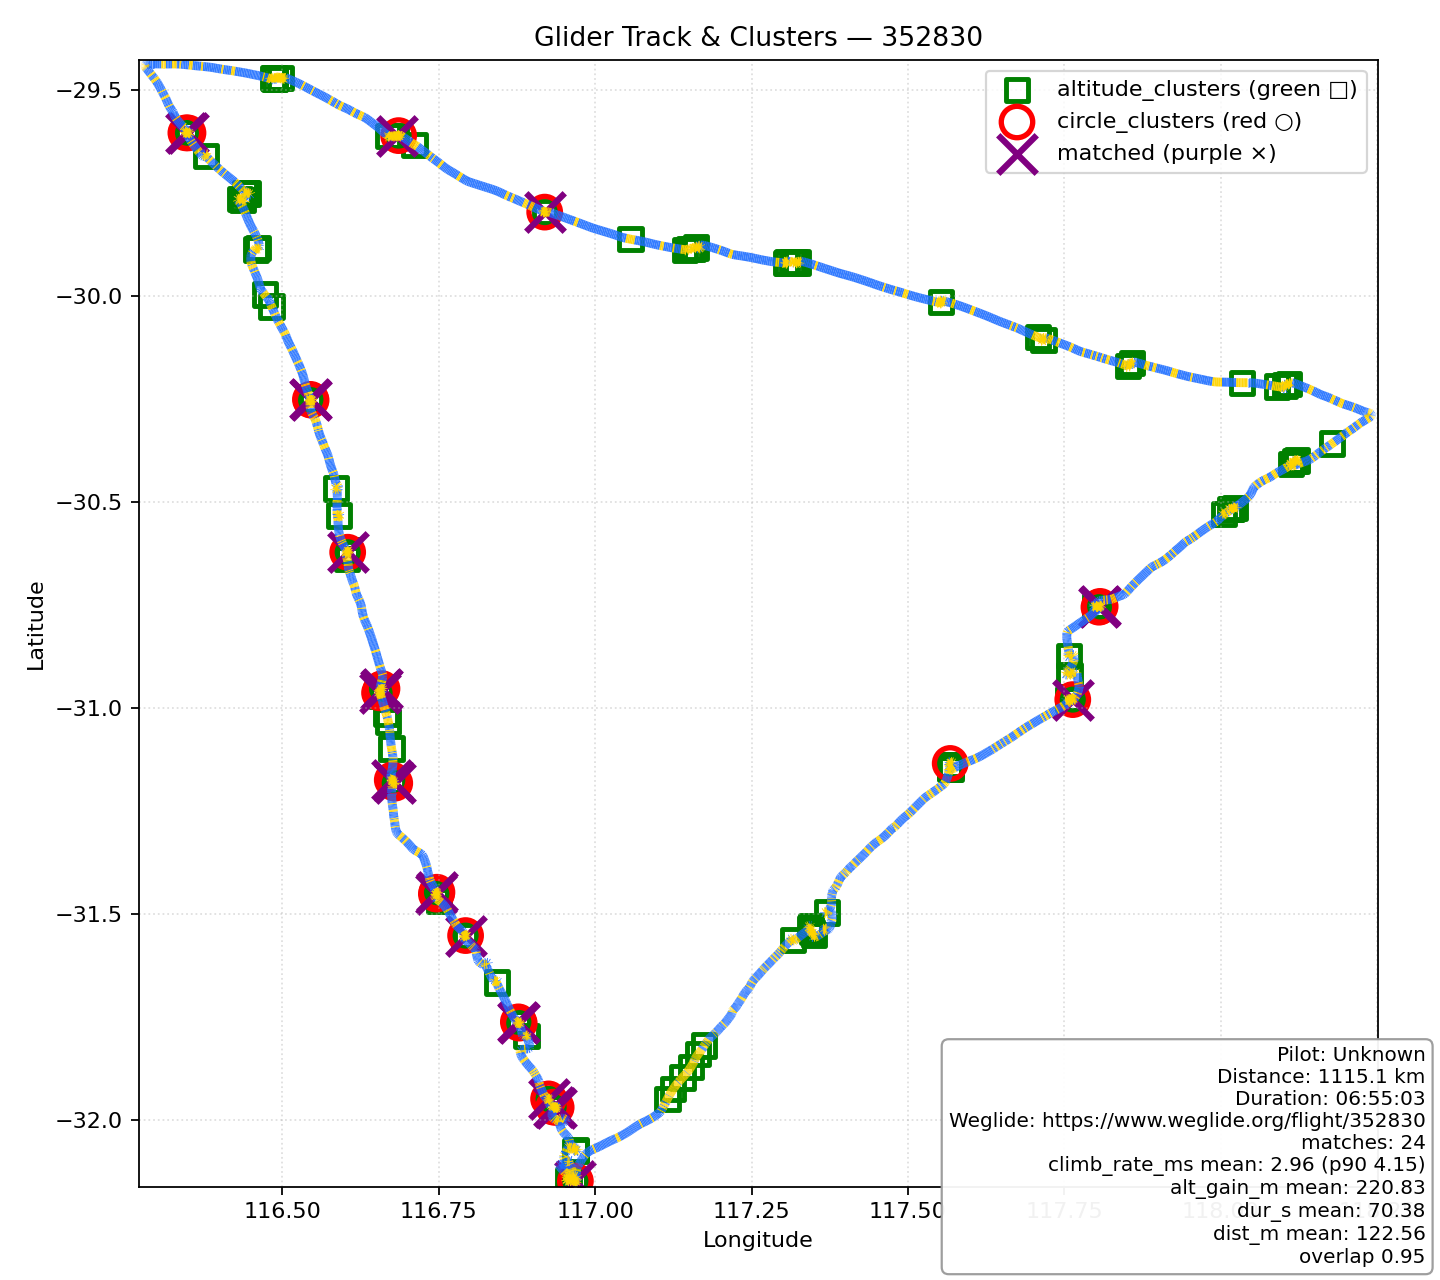 Glider Track & Clusters — 352830
altitude_clusters (green □)
circle_clusters (red ○)
matched (purple ×)
Latitude
−29.5
−30.0
−30.5
−31.0
−31.5
−32.0
116.50 116.75 117.00 117.25 117.50 117.75
Longitude
Pilot: Unknown
Distance: 1115.1 km
Duration: 06:55:03
Weglide: https://www.weglide.org/flight/352830
matches: 24
climb_rate_ms mean: 2.96 (p90 4.15)
alt_gain_m mean: 220.83
dur_s mean: 70.38
dist_m mean: 122.56
overlap 0.95